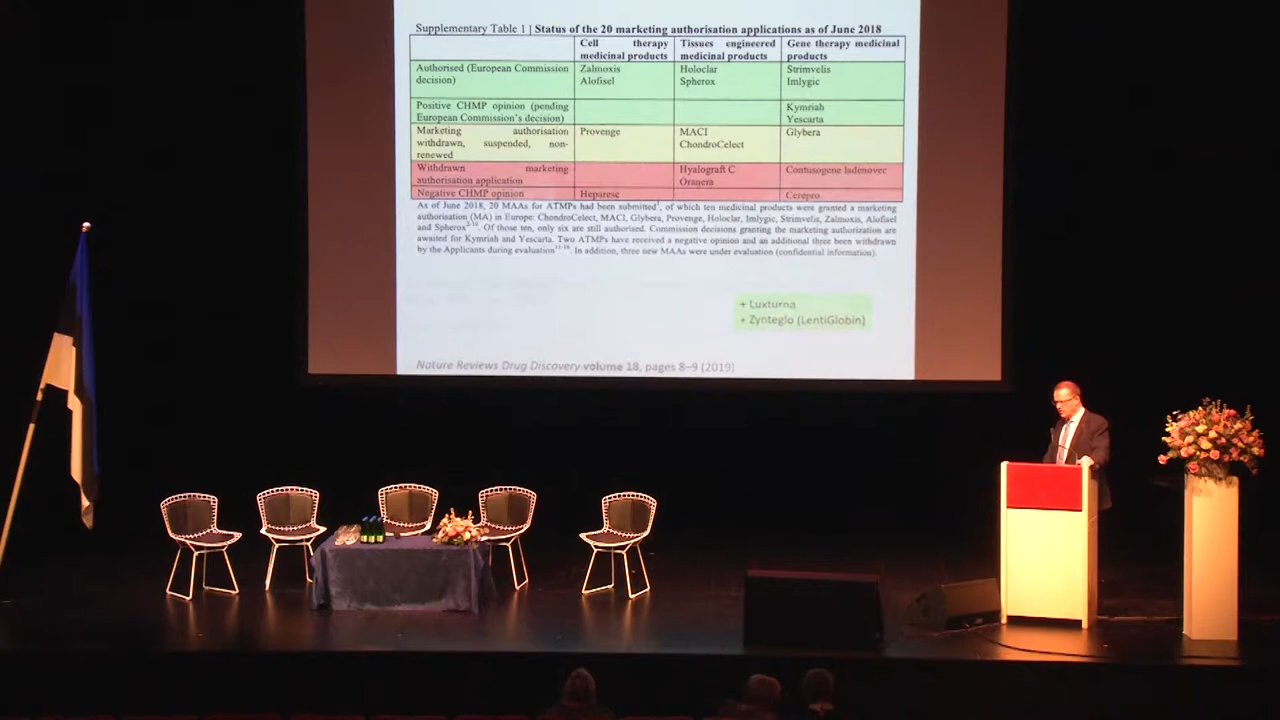 Supplementary Table 1 | Status of the 20 marketing authorisation applications as of June 2018
Cell therapy medicinal products
Tissues engineered medicinal products
Gene therapy medicinal products
Authorised (European Commission decision)
Zalmoxis
Alofisel
Holoclar
Spherox
Strimvelis
Imlygic
Positive CHMP opinion (pending European Commission's decision)
Kymriah
Yescarta
Marketing authorisation withdrawn, suspended, non-renewed
Provenge
MACI
ChondroCelect
Glybera
Withdrawn marketing authorisation application
Hyalograft C
Oranera
Contusogene ladenovec
Negative CHMP opinion
Heparesc
Cerepro
As of June 2018, 20 MAAs for ATMPs had been submitted¹, of which ten medicinal products were granted a marketing
authorisation (MA) in Europe: ChondroCelect, MACI, Glybera, Provenge, Holoclar, Imlygic, Strimvelis, Zalmoxis, Alofisel
and Spherox. Of those ten, only six are still authorised. Commission decisions granting the marketing authorization are
awaited for Kymriah and Yescarta. Two ATMPs have received a negative opinion and an additional three been withdrawn
by the Applicants during evaluation. In addition, three new MAAs were under evaluation (confidential information).
+ Luxturna
+ Zynteglo (LentiGlobin)
Nature Reviews Drug Discovery volume 18, pages 8–9 (2019)